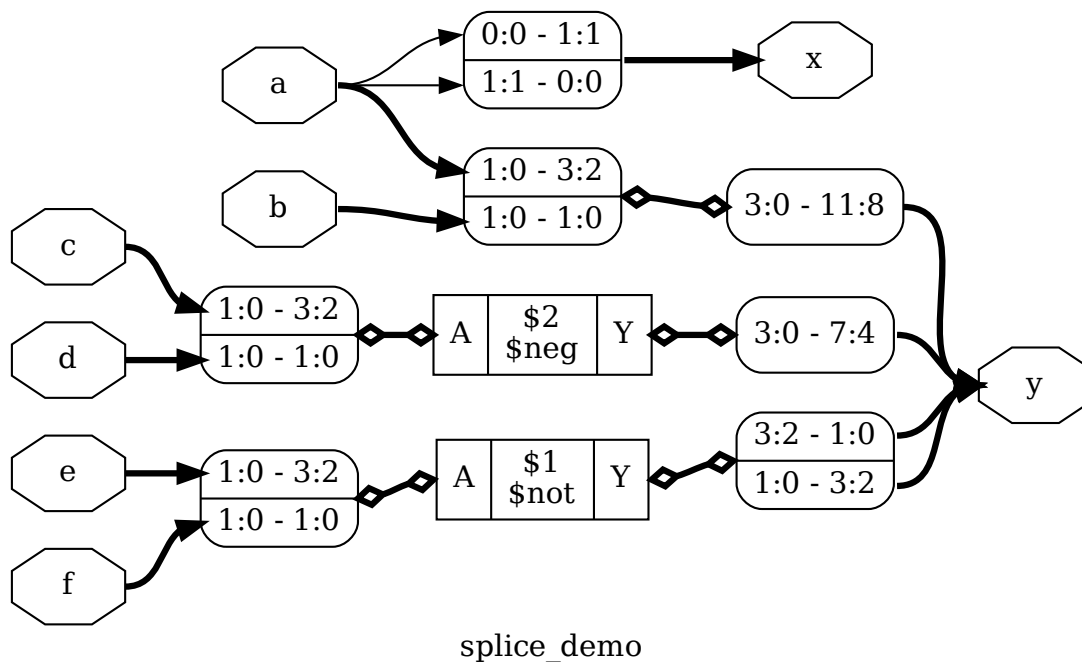 a
0:0 - 1:1
1:1 - 0:0
x
b
1:0 - 3:2
1:0 - 1:0
3:0 - 11:8
c
d
1:0 - 3:2
1:0 - 1:0
A
$2
$neg
Y
3:0 - 7:4
y
e
f
1:0 - 3:2
1:0 - 1:0
A
$1
$not
Y
3:2 - 1:0
1:0 - 3:2
splice_demo